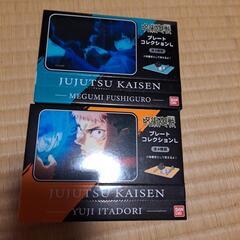 呪術廻戦
プレート
コレクションL
JUJUTSU KAISEN
MEGUMI FUSHIGURO
BANDAI
呪術廻戦
プレート
コレクションL
JUJUTSU KAISEN
YUJI ITADORI
BANDAI